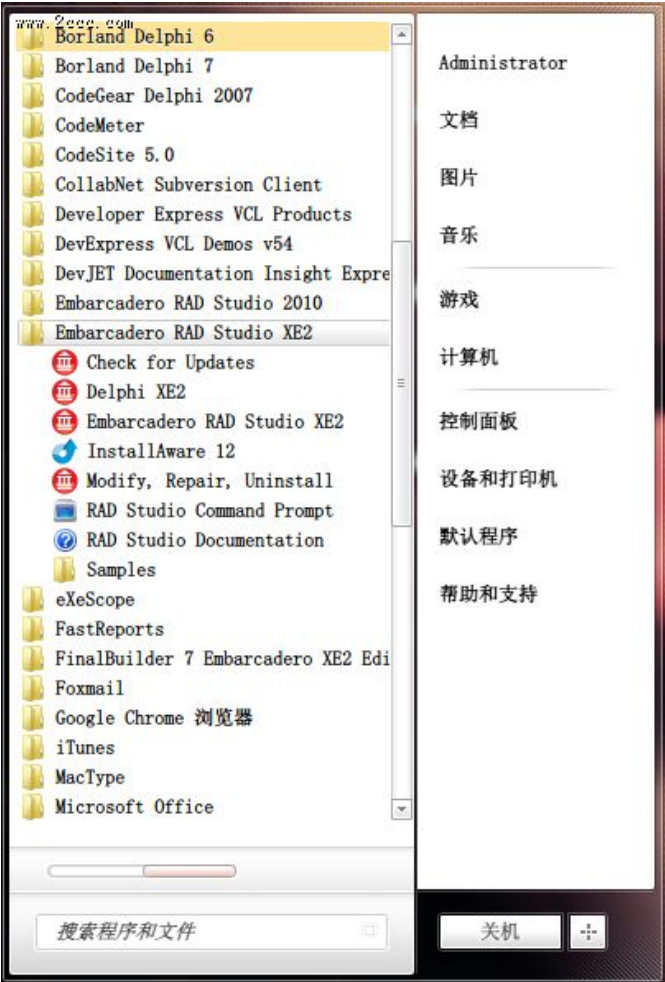 www.2ccc.com
Borland Delphi 6
Borland Delphi 7
CodeGear Delphi 2007
CodeMeter
CodeSite 5.0
CollabNet Subversion Client
Developer Express VCL Products
DevExpress VCL Demos v54
DevJET Documentation Insight Expre
Embarcadero RAD Studio 2010
Embarcadero RAD Studio XE2
Check for Updates
Delphi XE2
Embarcadero RAD Studio XE2
InstallAware 12
Modify, Repair, Uninstall
RAD Studio Command Prompt
RAD Studio Documentation
Samples
eXeScope
FastReports
FinalBuilder 7 Embarcadero XE2 Edi
Foxmail
Google Chrome 浏览器
iTunes
MacType
Microsoft Office
搜索程序和文件
Administrator
文档
图片
音乐
游戏
计算机
控制面板
设备和打印机
默认程序
帮助和支持
关机